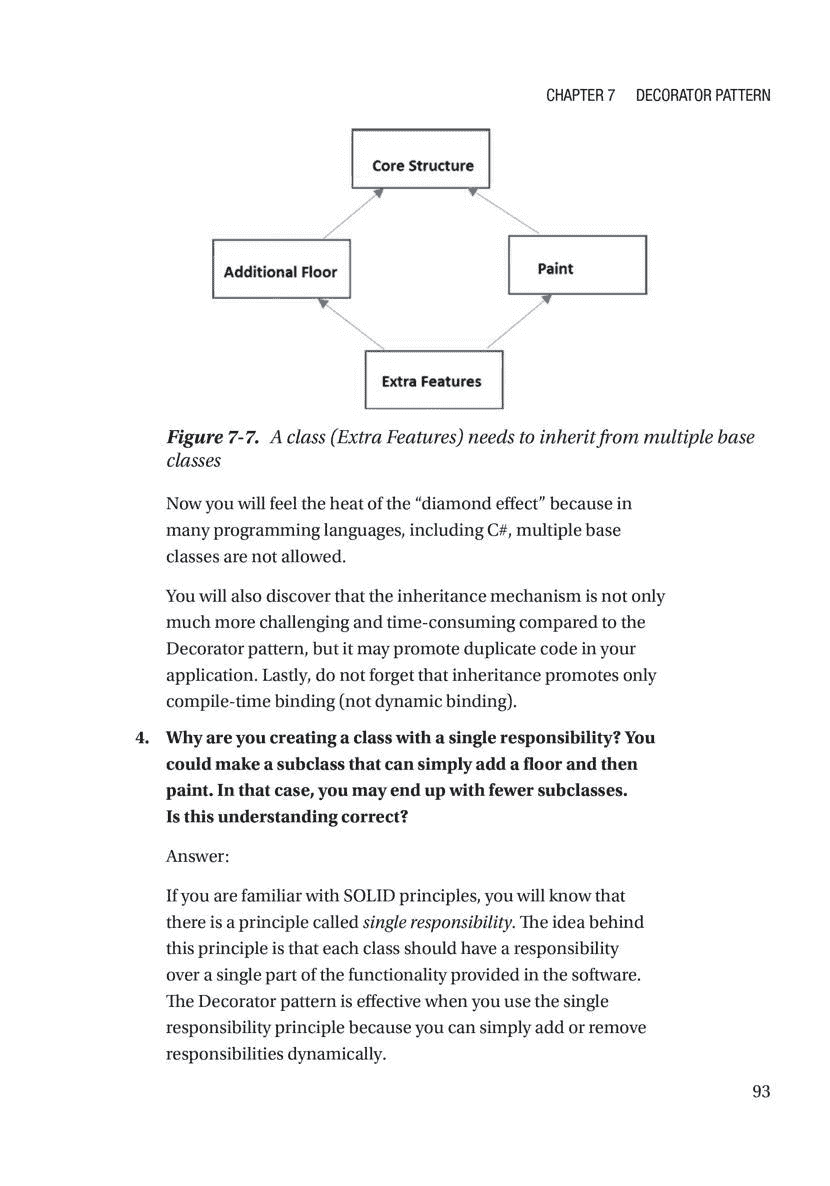 CHAPTER 7 DECORATOR PATTERN
Core Structure
Additional Floor
Paint
Extra Features
Figure 7-7. A class (Extra Features) needs to inherit from multiple base
classes
Now you will feel the heat of the “diamond effect” because in
many programming languages, including C#, multiple base
classes are not allowed.
You will also discover that the inheritance mechanism is not only
much more challenging and time-consuming compared to the
Decorator pattern, but it may promote duplicate code in your
application. Lastly, do not forget that inheritance promotes only
compile-time binding (not dynamic binding).
4. Why are you creating a class with a single responsibility? You
could make a subclass that can simply add a floor and then
paint. In that case, you may end up with fewer subclasses.
Is this understanding correct?
Answer:
If you are familiar with SOLID principles, you will know that
there is a principle called single responsibility. The idea behind
this principle is that each class should have a responsibility
over a single part of the functionality provided in the software.
The Decorator pattern is effective when you use the single
responsibility principle because you can simply add or remove
responsibilities dynamically.
93